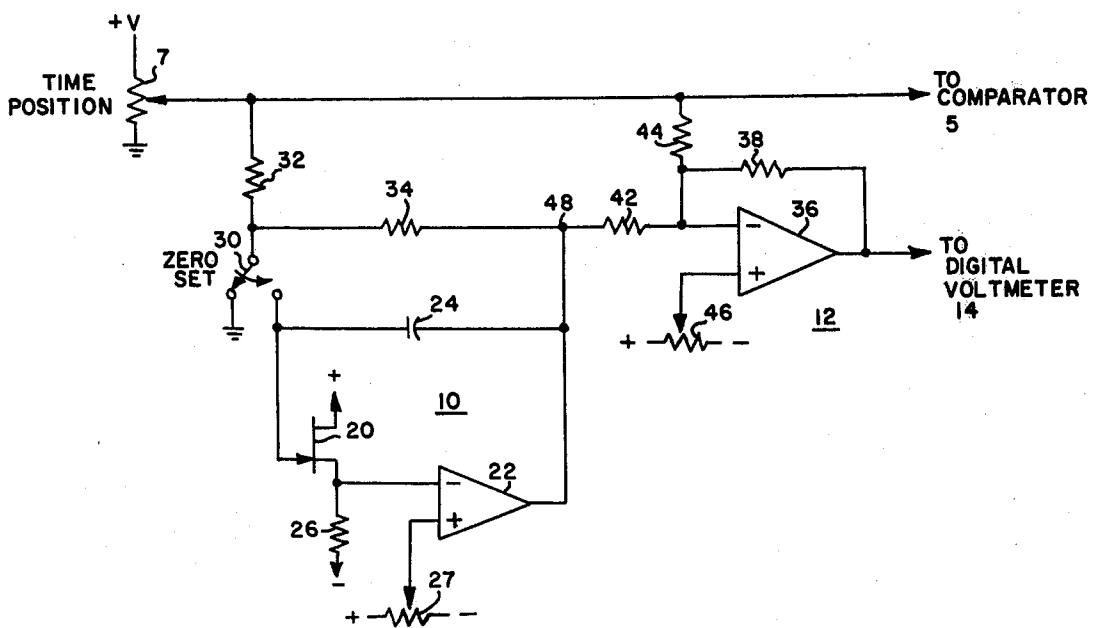 +V
7
TIME
POSITION
TO
COMPARATOR
5
44
38
32
34
48
42
36
30
ZERO
SET
−
+
TO
DIGITAL
VOLTMETER
14
24
46
12
+ −
+
10
20
22
−
+
26
−
27
+ −